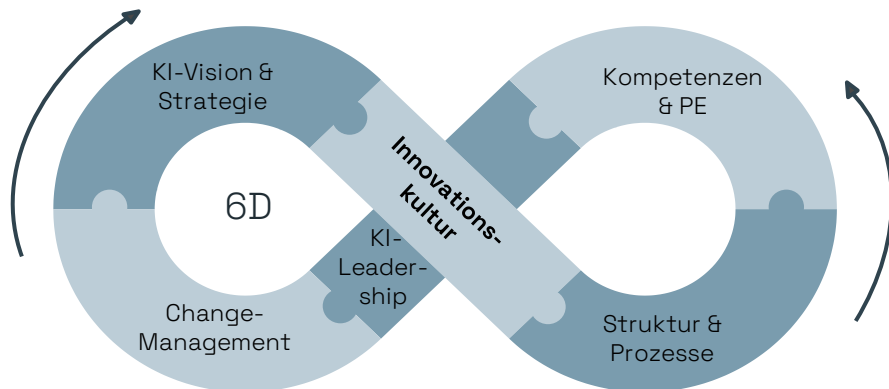 KI-Vision &
Strategie
Kompetenzen
& PE
Innovations-
kultur
6D
KI-
Leader-
ship
Change-
Management
Struktur &
Prozesse